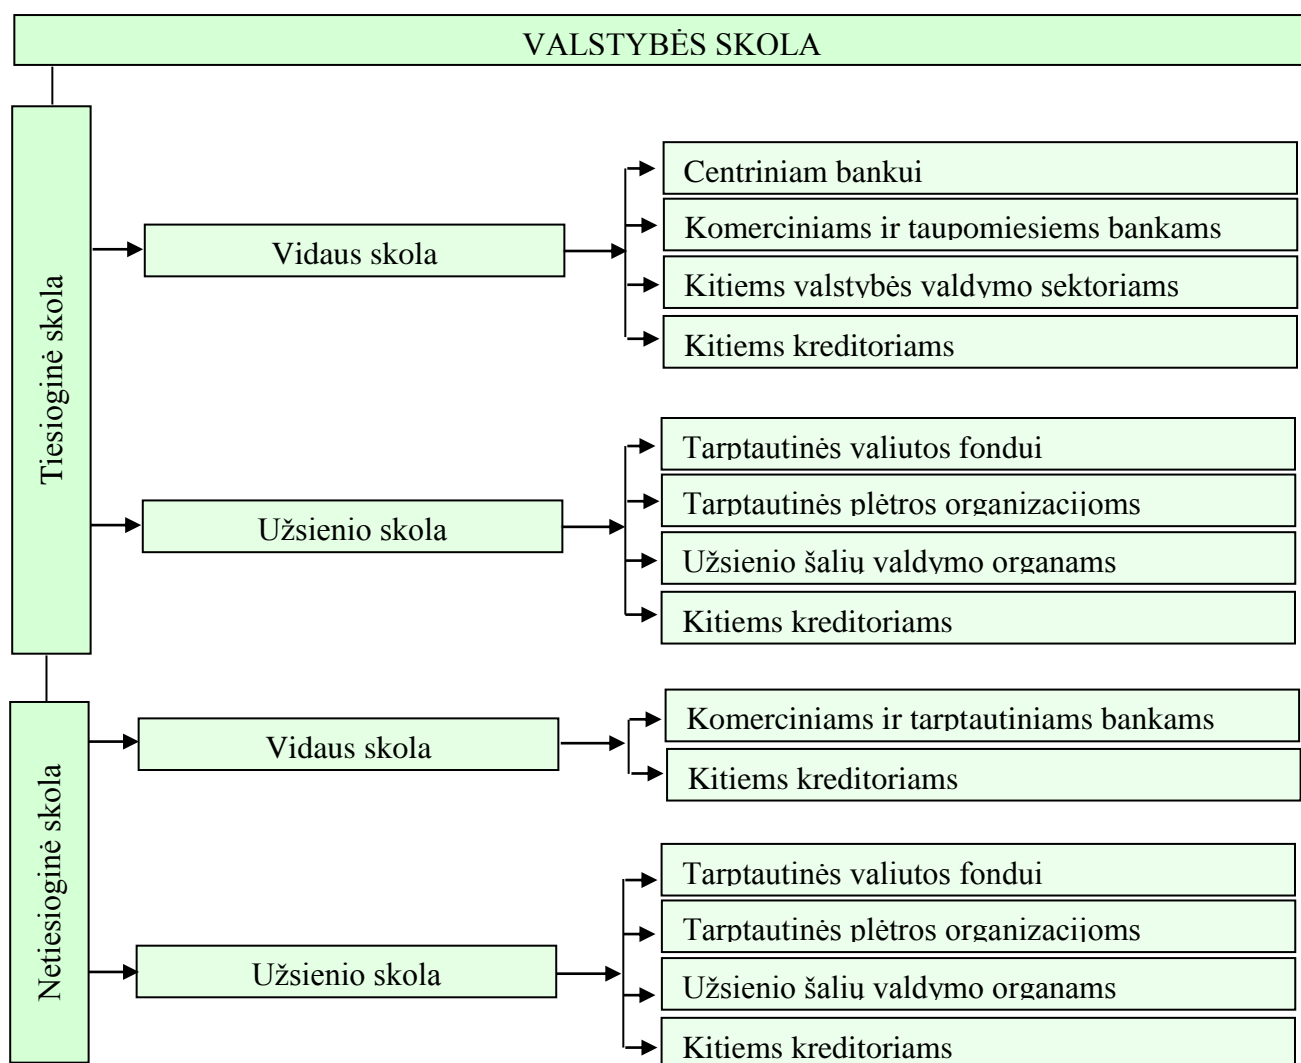 VALSTYBĖS SKOLA
Tiesioginė skola
Vidaus skola
Centriniam bankui
Komerciniams ir taupomiesiems bankams
Kitiems valstybės valdymo sektoriams
Kitiems kreditoriams
Užsienio skola
Tarptautinės valiutos fondui
Tarptautinės plėtros organizacijoms
Užsienio šalių valdymo organams
Kitiems kreditoriams
Netiesioginė skola
Vidaus skola
Komerciniams ir tarptautiniams bankams
Kitiems kreditoriams
Užsienio skola
Tarptautinės valiutos fondui
Tarptautinės plėtros organizacijoms
Užsienio šalių valdymo organams
Kitiems kreditoriams